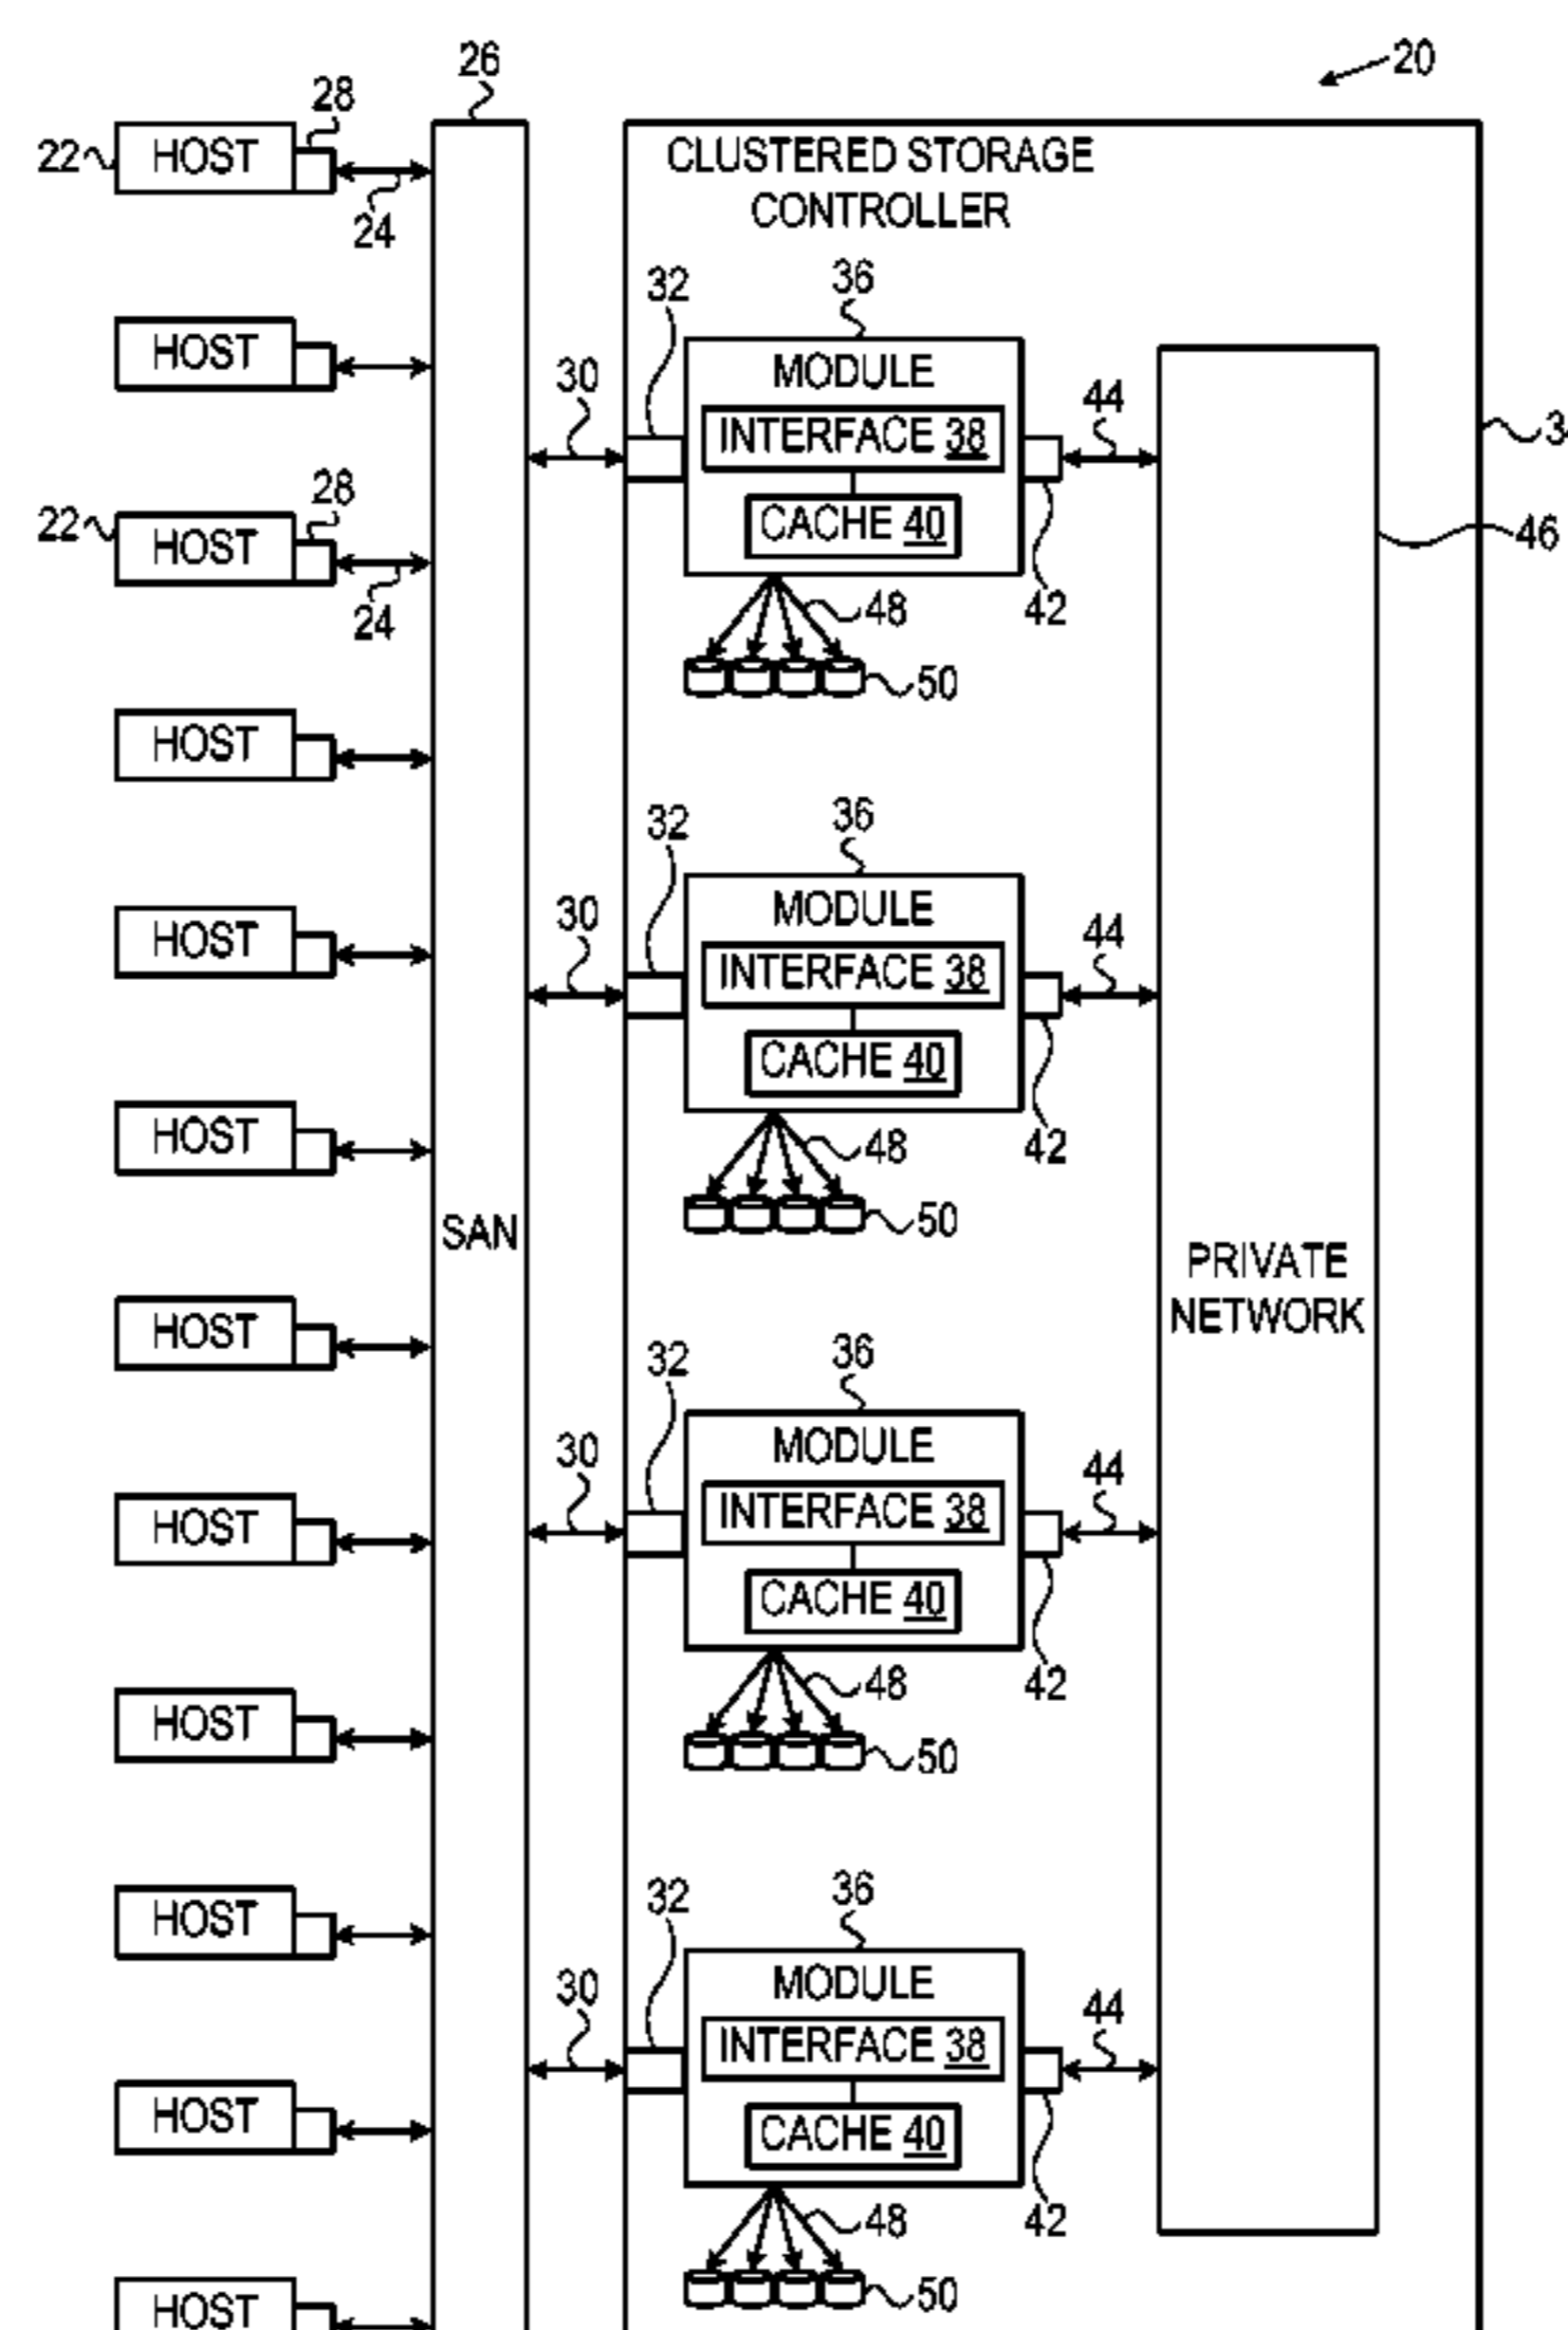 20
26
28
22
HOST
24
CLUSTERED STORAGE
CONTROLLER
32
36
HOST
30
MODULE
44
INTERFACE 38
3
28
22
HOST
CACHE 40
46
24
48
42
50
HOST
32
36
30
MODULE
44
HOST
INTERFACE 38
CACHE 40
HOST
48
42
50
SAN
PRIVATE
NETWORK
HOST
32
36
30
MODULE
44
HOST
INTERFACE 38
CACHE 40
48
42
HOST
50
32
36
HOST
30
MODULE
44
INTERFACE 38
HOST
CACHE 40
48
42
50
HOST